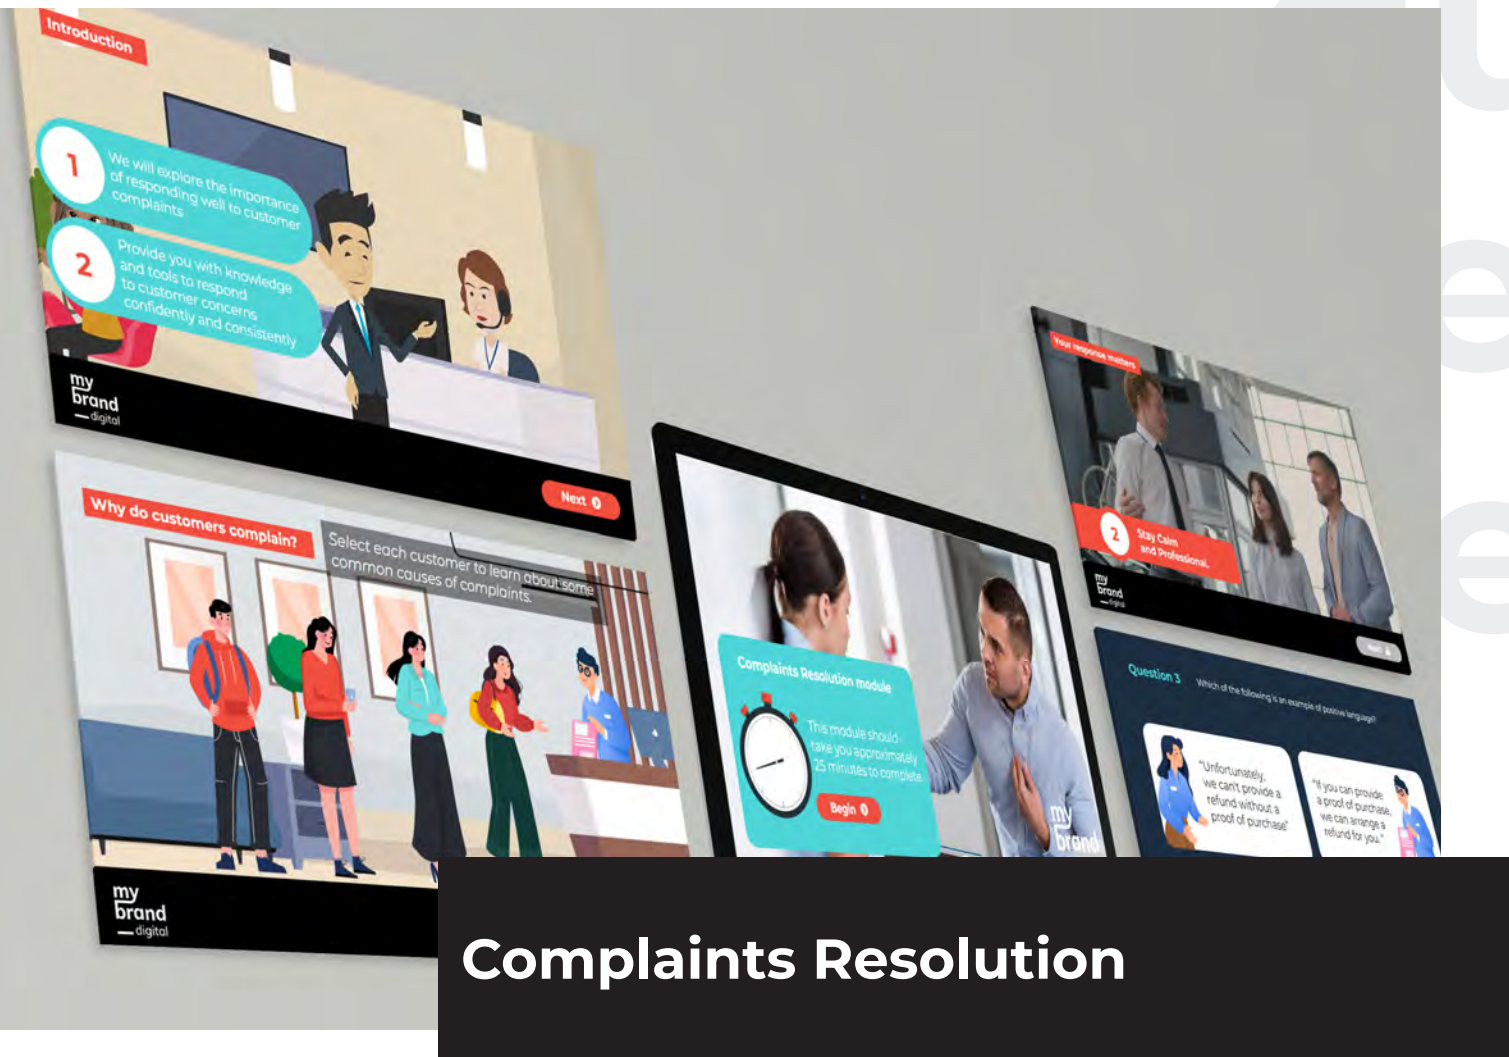 Introduction
1
We will explore the importance
of responding well to customer
complaints
2
Provide you with knowledge
and tools to respond
to customer concerns
confidently and consistently
my
brand
digital
Next
Why do customers complain?
Select each customer to learn about some
common causes of complaints.
my
brand
digital
Complaints Resolution module
This module should
take you approximately
25 minutes to complete.
Begin
my
brand
Your response matters
2
Stay Calm
and Professional.
my
brand
digital
Next
Question 3
Which of the following is an example of positive language?
"Unfortunately,
we can't provide a
refund without a
proof of purchase"
"If you can provide
a proof of purchase,
we can arrange a
refund for you."
Complaints Resolution
e
e